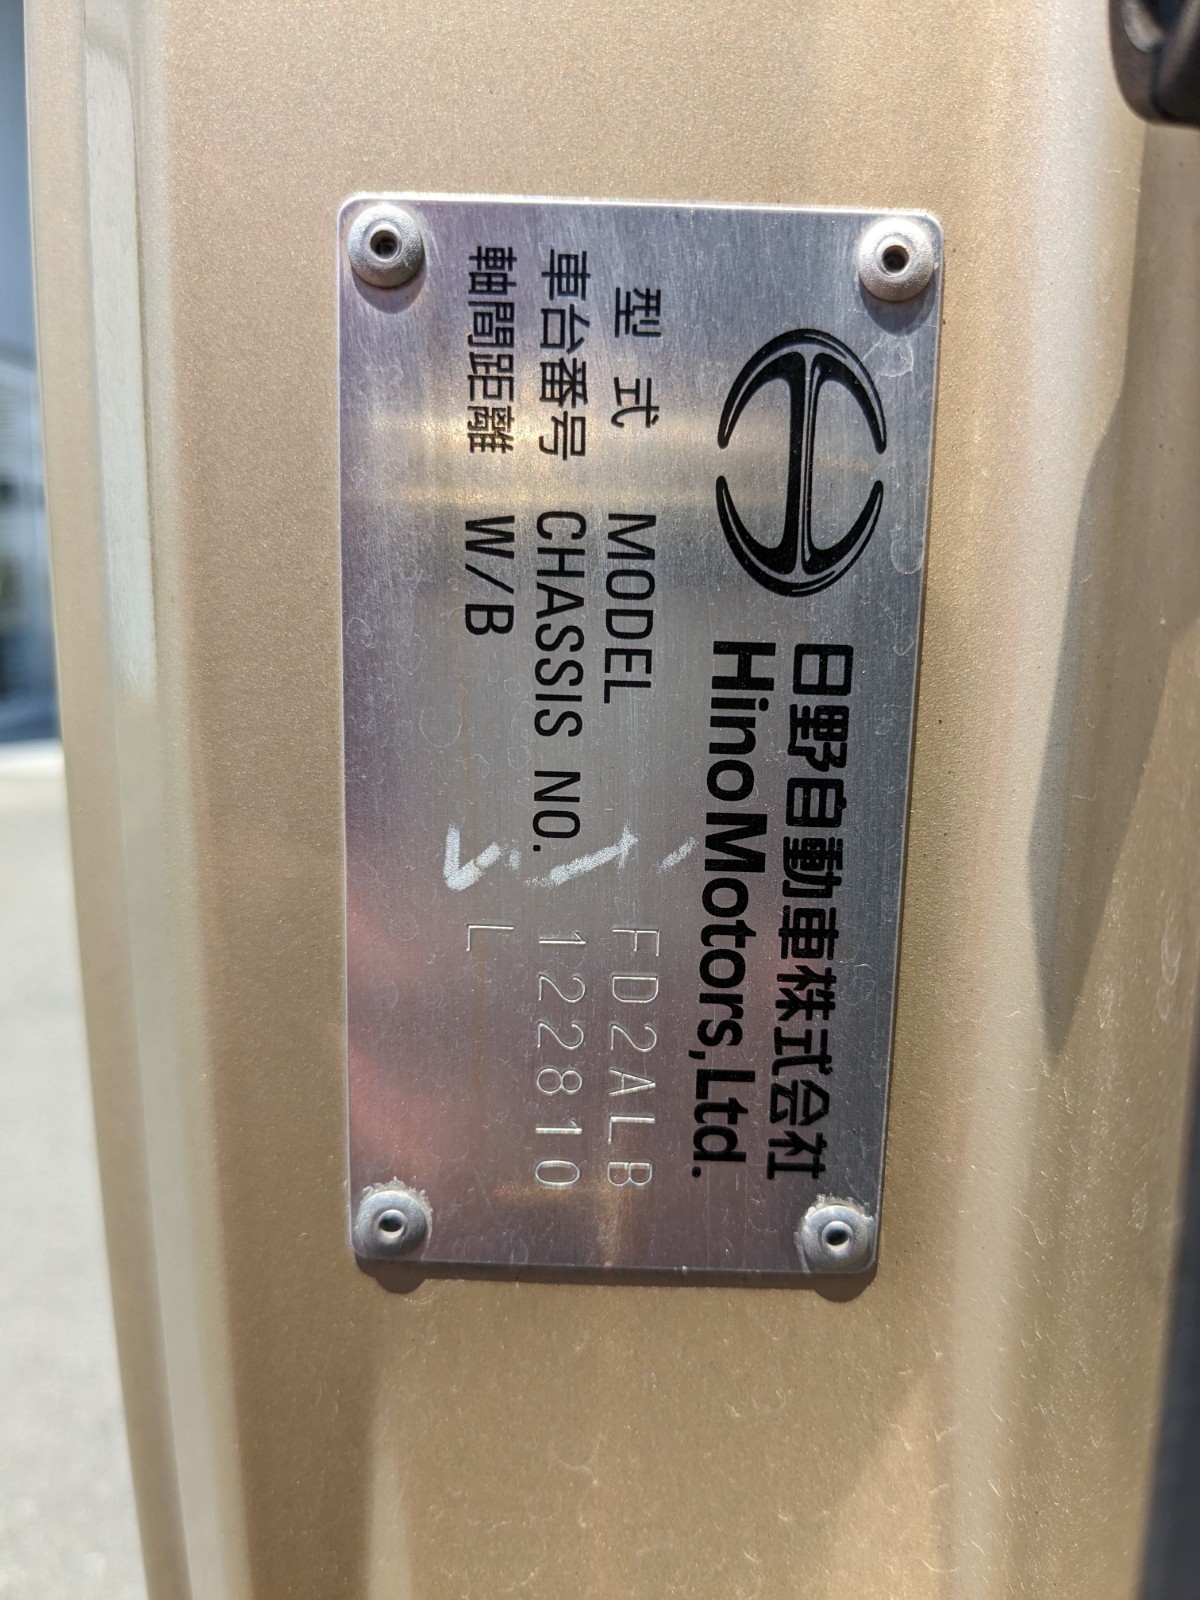 日野自動車株式会社
Hino Motors, Ltd.
型式 MODEL FD2ALB
車台番号 CHASSIS NO. 122810
軸間距離 W/B L